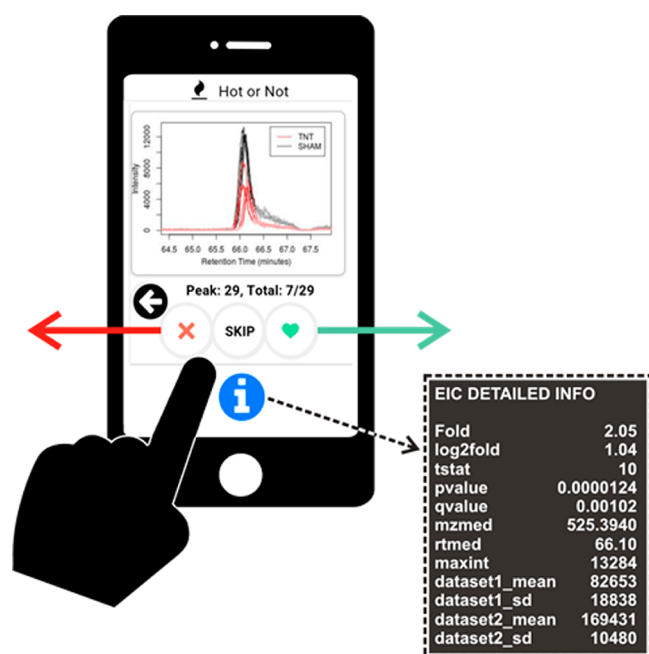 Hot or Not
TNT
SHAM
Intensity
12000
8000
4000
0
64.5 65.0 65.5 66.0 66.5 67.0 67.5
Retention Time (minutes)
Peak: 29, Total: 7/29
SKIP
i
EIC DETAILED INFO
Fold 2.05
log2fold 1.04
tstat 10
pvalue 0.0000124
qvalue 0.00102
mzmed 525.3940
rtmed 66.10
maxint 13284
dataset1_mean 82653
dataset1_sd 18838
dataset2_mean 169431
dataset2_sd 10480